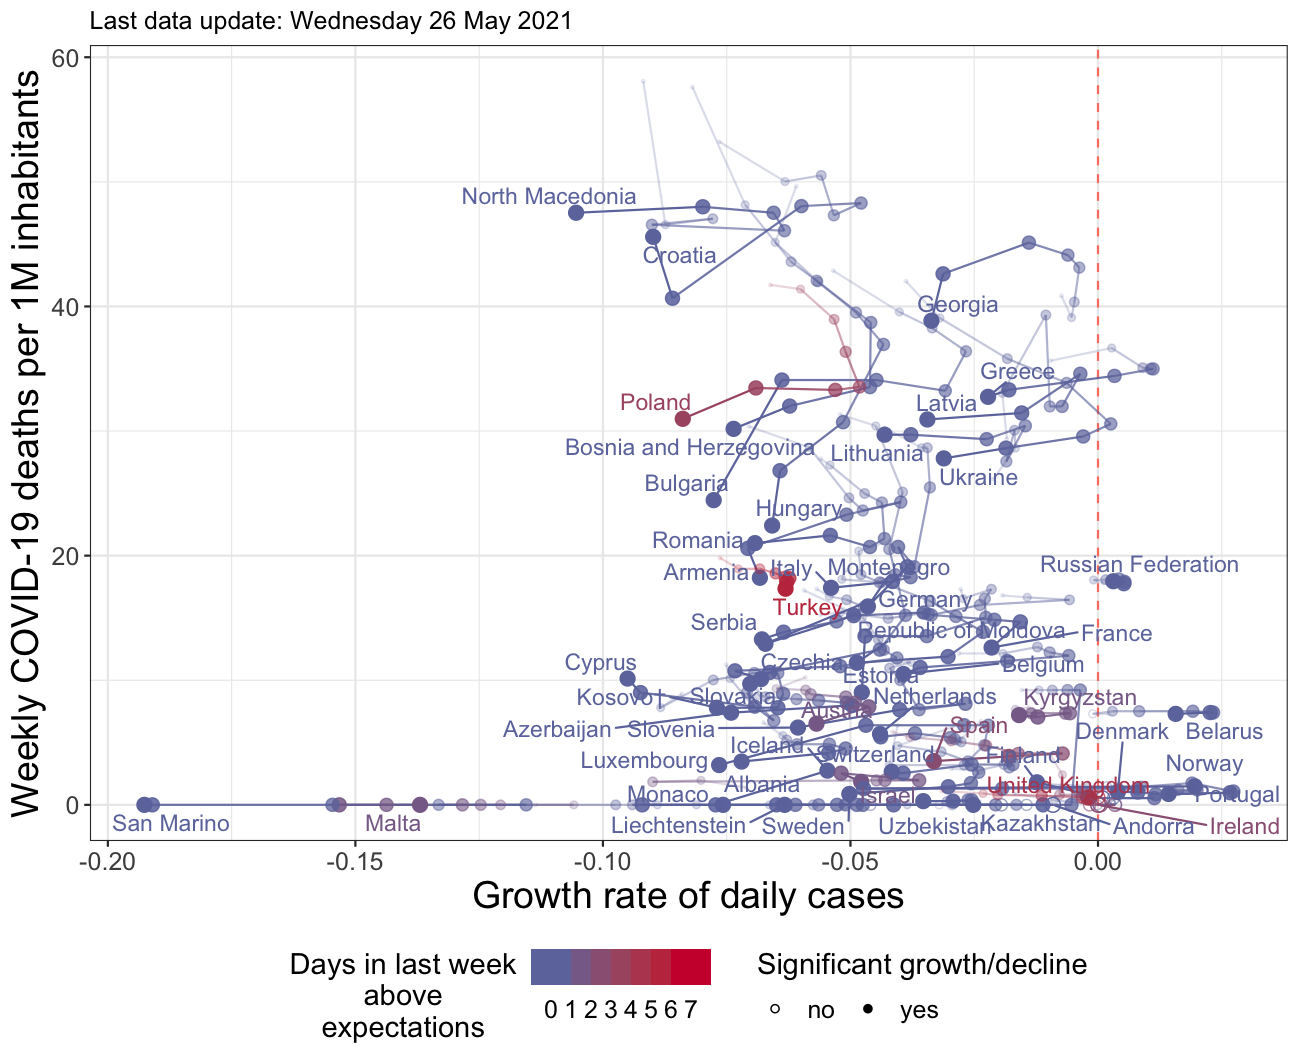 Last data update: Wednesday 26 May 2021
Weekly COVID-19 deaths per 1M inhabitants
60
40
20
0
North Macedonia
Croatia
Georgia
Greece
Poland
Latvia
Bosnia and Herzegovina
Lithuania
Ukraine
Bulgaria
Hungary
Romania
Armenia
Italy
Montenegro
Russian Federation
Turkey
Germany
Serbia
Republic of Moldova
France
Cyprus
Czechia
Belgium
Estonia
Kosovo
Slovakia
Netherlands
Kyrgyzstan
Austria
Azerbaijan
Slovenia
Spain
Denmark
Belarus
Iceland
Switzerland
Finland
Luxembourg
Norway
Albania
United Kingdom
Monaco
Israel
Portugal
San Marino
Malta
Liechtenstein
Sweden
Uzbekistan
Kazakhstan
Andorra
Ireland
-0.20
-0.15
-0.10
-0.05
0.00
Growth rate of daily cases
Days in last week
above
expectations
0 1 2 3 4 5 6 7
Significant growth/decline
no
yes